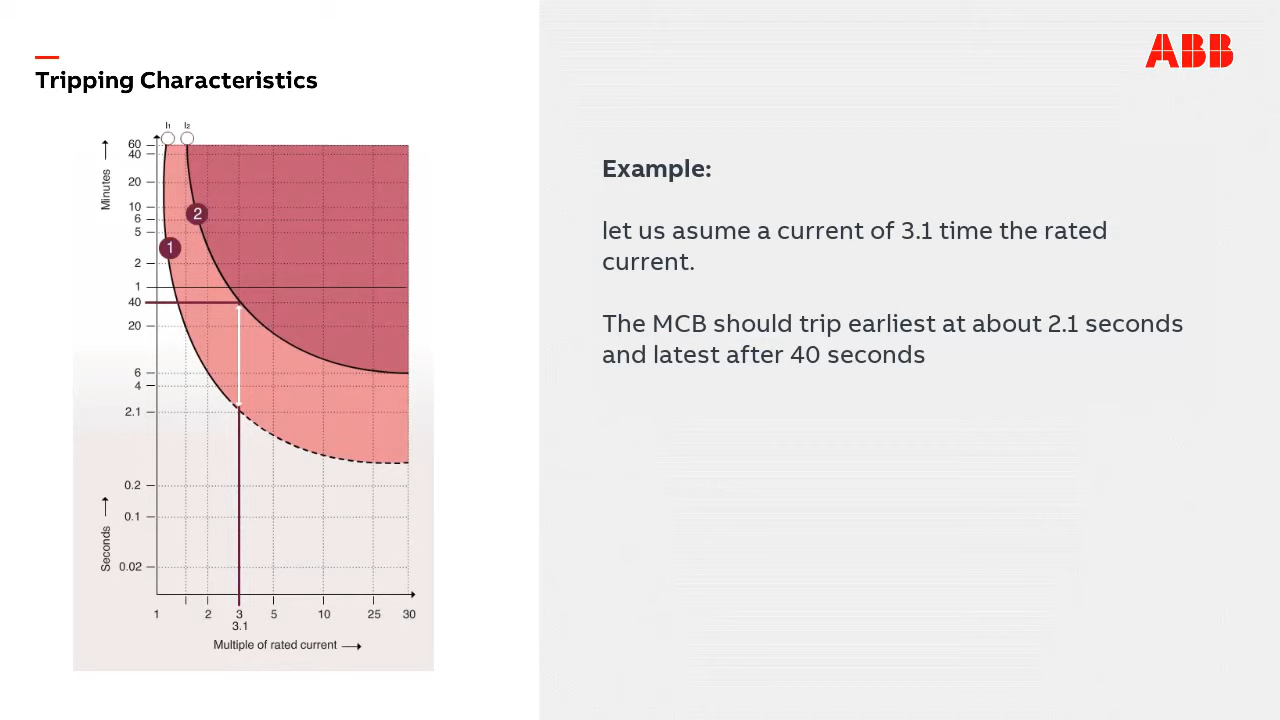 ABB
Tripping Characteristics
I1 I2
60
40
20
10
6
5
2
1
40
20
6
4
2.1
0.2
0.1
0.02
Minutes
Seconds
2
1
1 2 3 5 10 25 30
3.1
Multiple of rated current
Example:
let us asume a current of 3.1 time the rated
current.
The MCB should trip earliest at about 2.1 seconds
and latest after 40 seconds